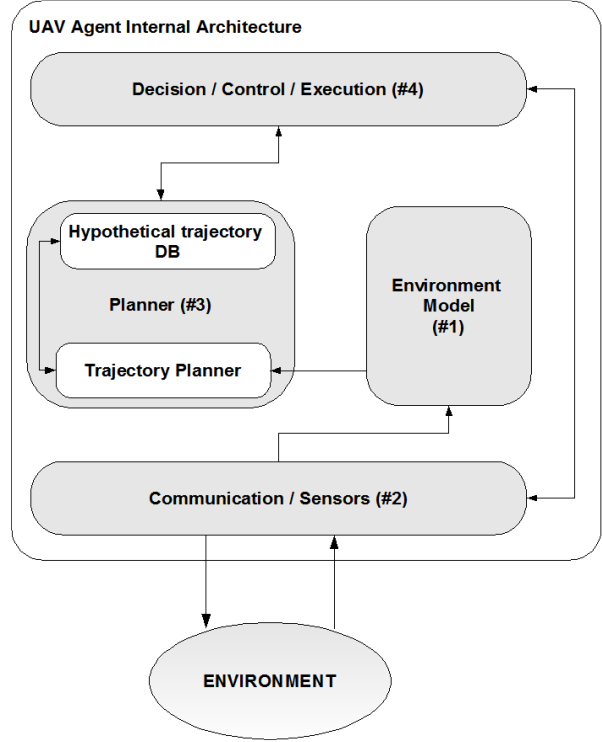 UAV Agent Internal Architecture
Decision / Control / Execution (#4)
Hypothetical trajectory
DB
Planner (#3)
Trajectory Planner
Environment
Model
(#1)
Communication / Sensors (#2)
ENVIRONMENT